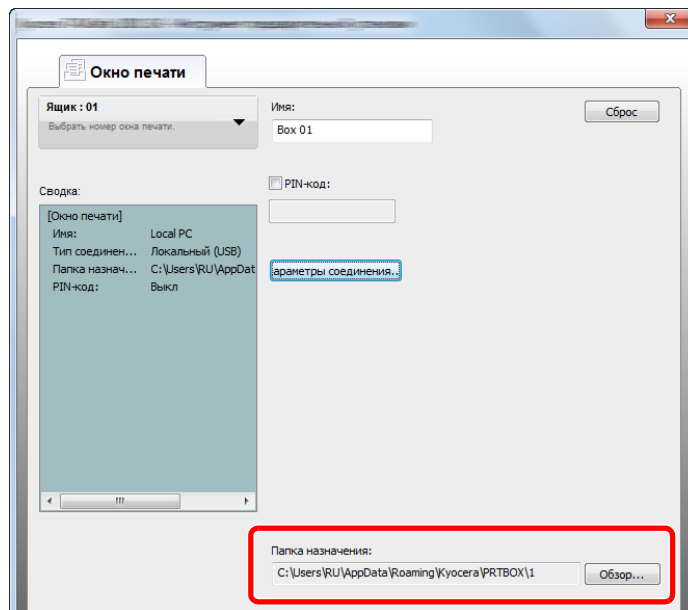 Окно печати
Ящик : 01
Выбрать номер окна печати.
Имя:
Box 01
Сброс
PIN-код:
Сводка:
[Окно печати]
Имя: Local PC
Тип соединен... Локальный (USB)
Папка назнач... C:\Users\RU\AppDat
PIN-код: Выкл
араметры соединения..
Папка назначения:
C:\Users\RU\AppData\Roaming\Kyocera\PRTBOX\1
Обзор...